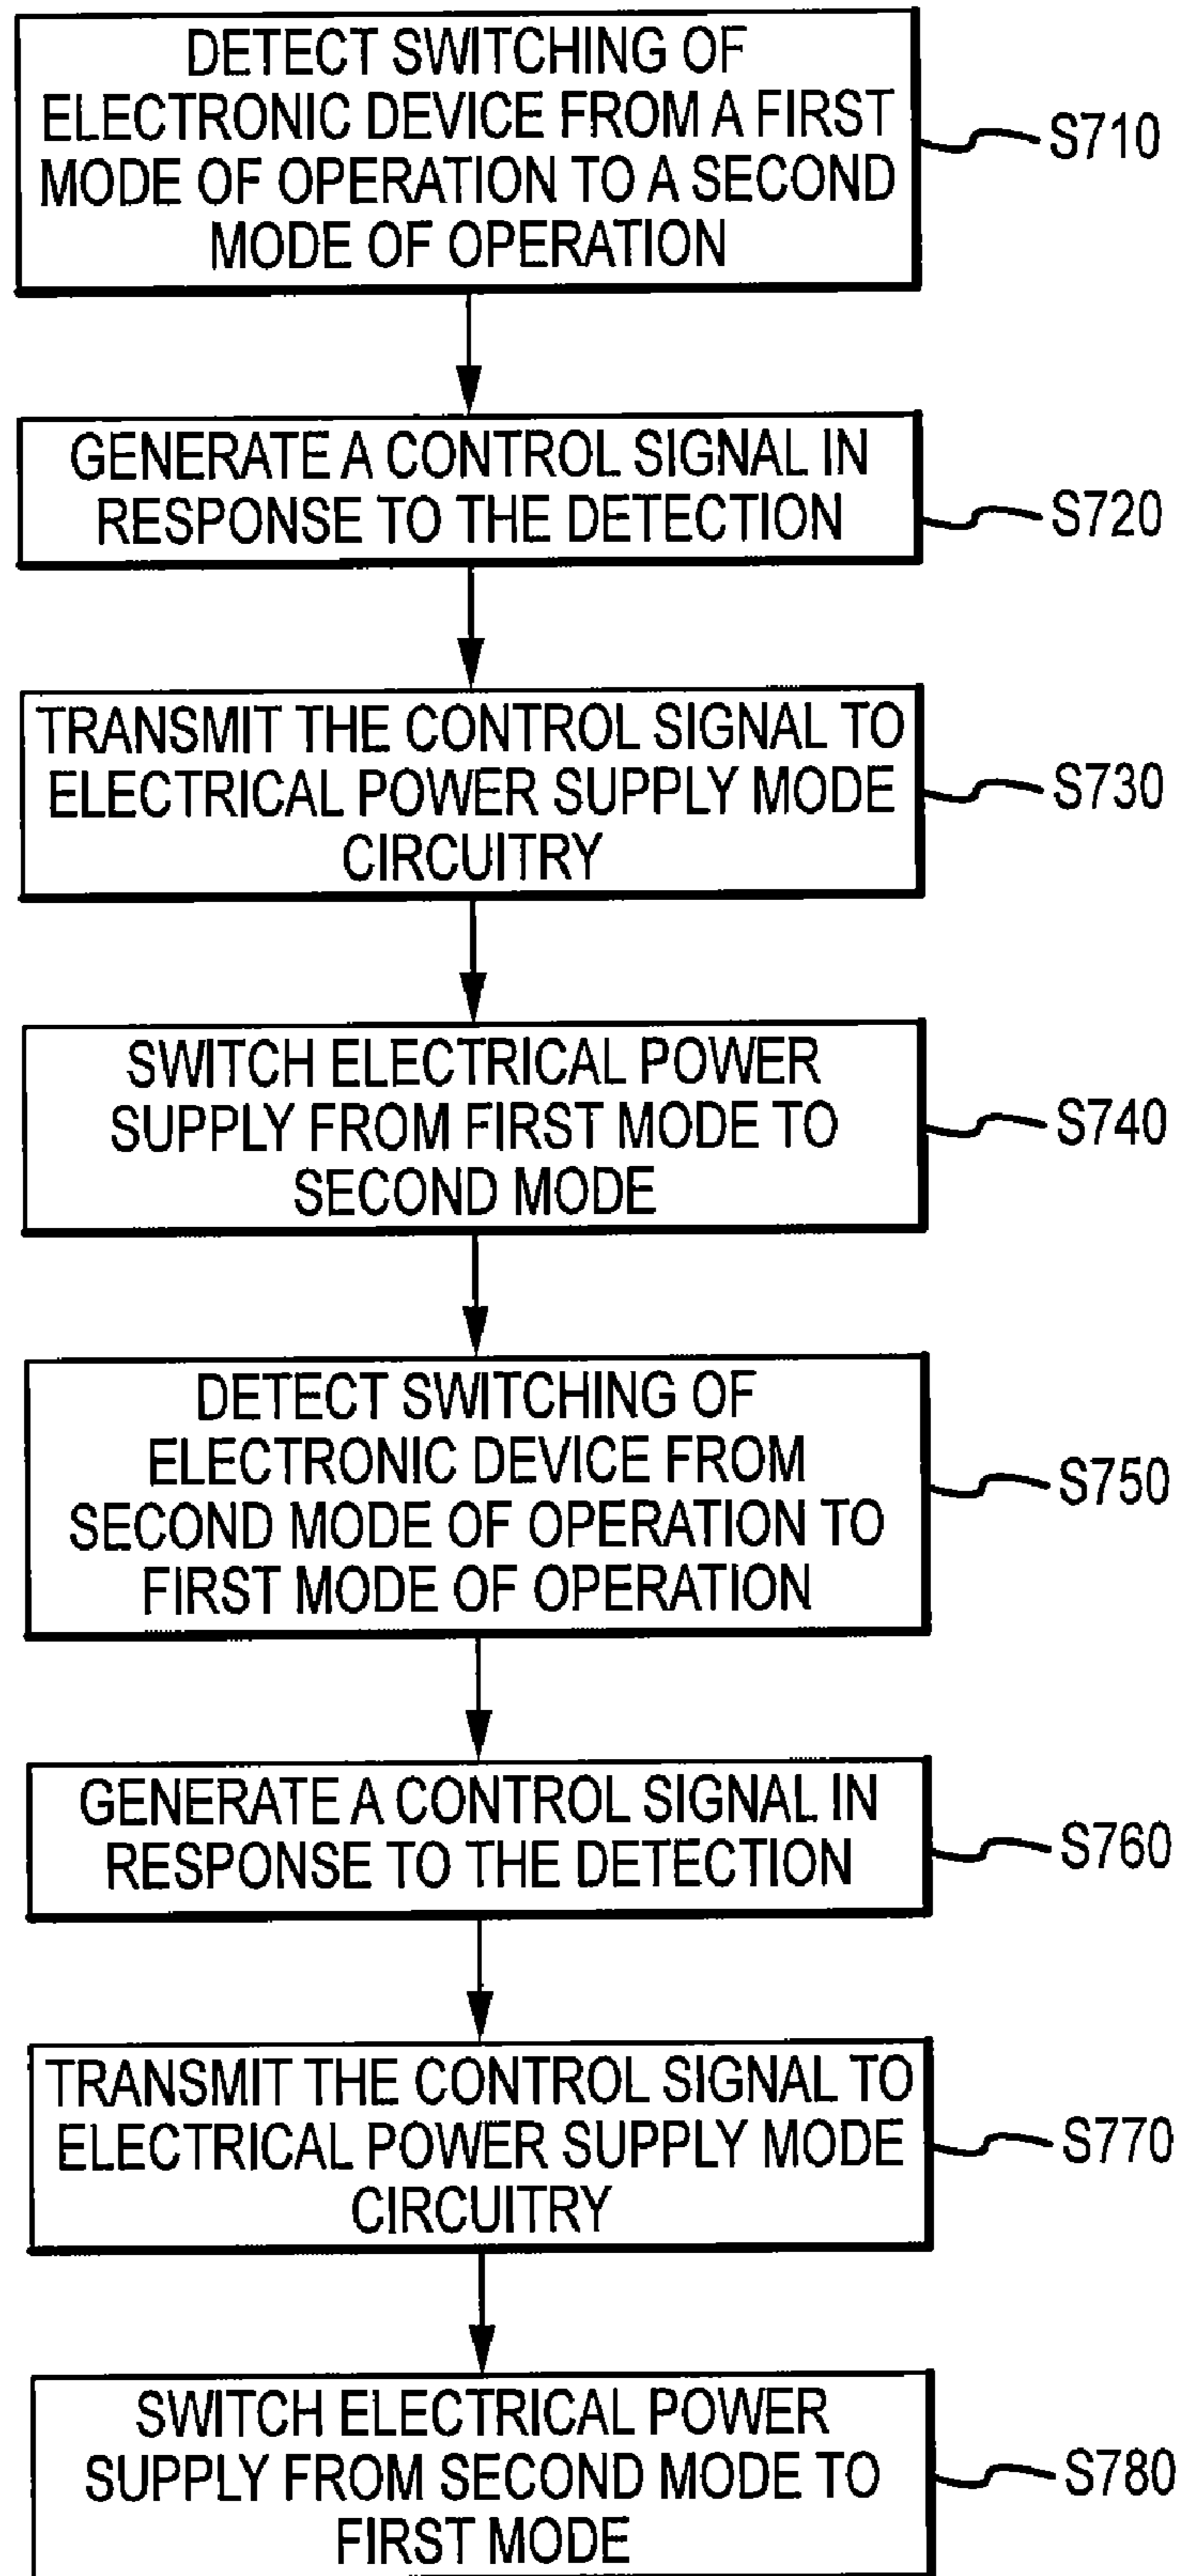 DETECT SWITCHING OF
ELECTRONIC DEVICE FROM A FIRST
MODE OF OPERATION TO A SECOND
MODE OF OPERATION
S710
GENERATE A CONTROL SIGNAL IN
RESPONSE TO THE DETECTION
S720
TRANSMIT THE CONTROL SIGNAL TO
ELECTRICAL POWER SUPPLY MODE
CIRCUITRY
S730
SWITCH ELECTRICAL POWER
SUPPLY FROM FIRST MODE TO
SECOND MODE
S740
DETECT SWITCHING OF
ELECTRONIC DEVICE FROM
SECOND MODE OF OPERATION TO
FIRST MODE OF OPERATION
S750
GENERATE A CONTROL SIGNAL IN
RESPONSE TO THE DETECTION
S760
TRANSMIT THE CONTROL SIGNAL TO
ELECTRICAL POWER SUPPLY MODE
CIRCUITRY
S770
SWITCH ELECTRICAL POWER
SUPPLY FROM SECOND MODE TO
FIRST MODE
S780